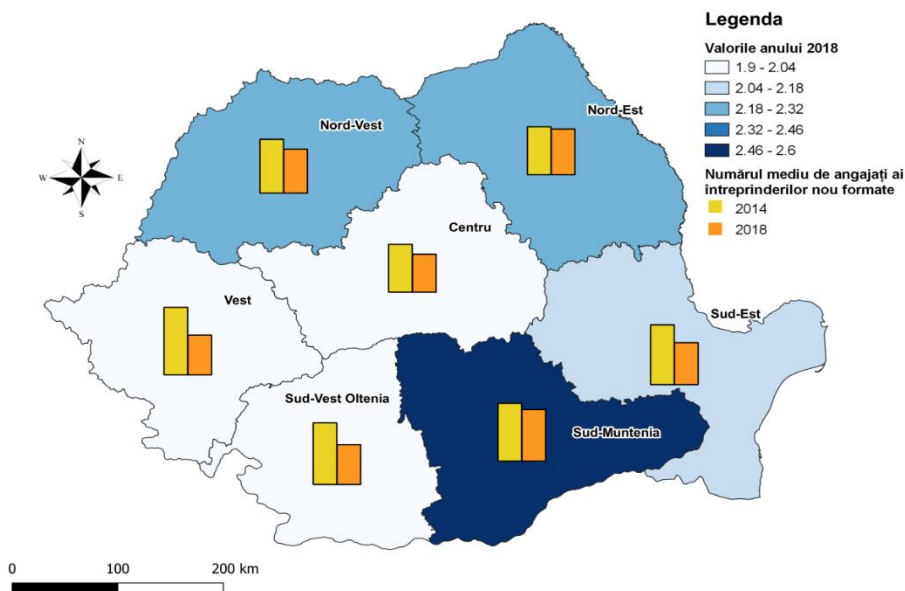 Legenda
Valorile anului 2018
1.9 - 2.04
2.04 - 2.18
2.18 - 2.32
2.32 - 2.46
2.46 - 2.6
Numărul mediu de angajați ai
întreprinderilor nou formate
2014
2018
Nord-Vest
Nord-Est
N
W E
S
Centru
Vest
Sud-Est
Sud-Vest Oltenia
Sud-Muntenia
0 100 200 km